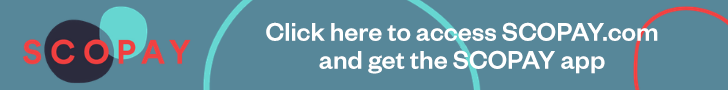 SCOPAY
Click here to access SCOPAY.com
and get the SCOPAY app